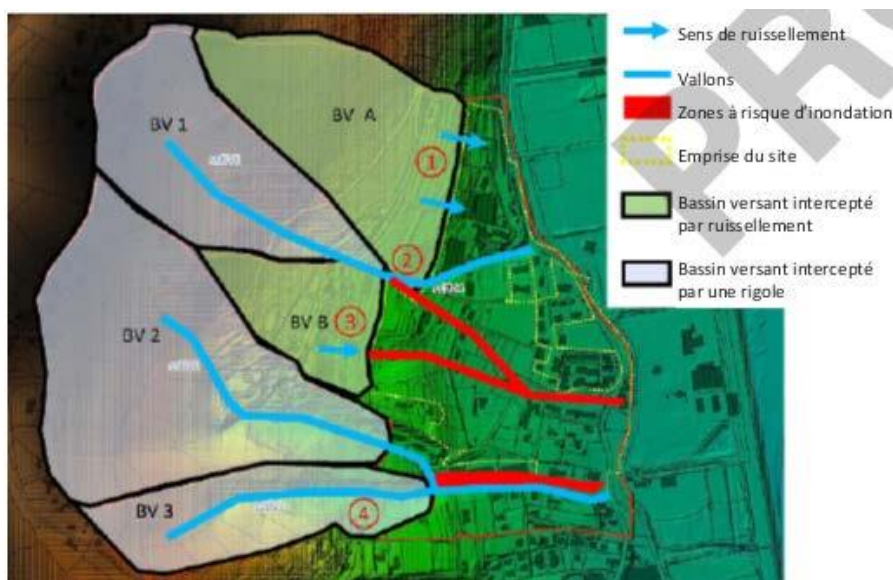 PR
Sens de ruissellement
Vallons
Zones à risque d'inondation
Emprise du site
Bassin versant intercepté
par ruissellement
Bassin versant intercepté
par une rigole
BV 1
BV A
1
2
BV B
3
BV 2
BV 3
4